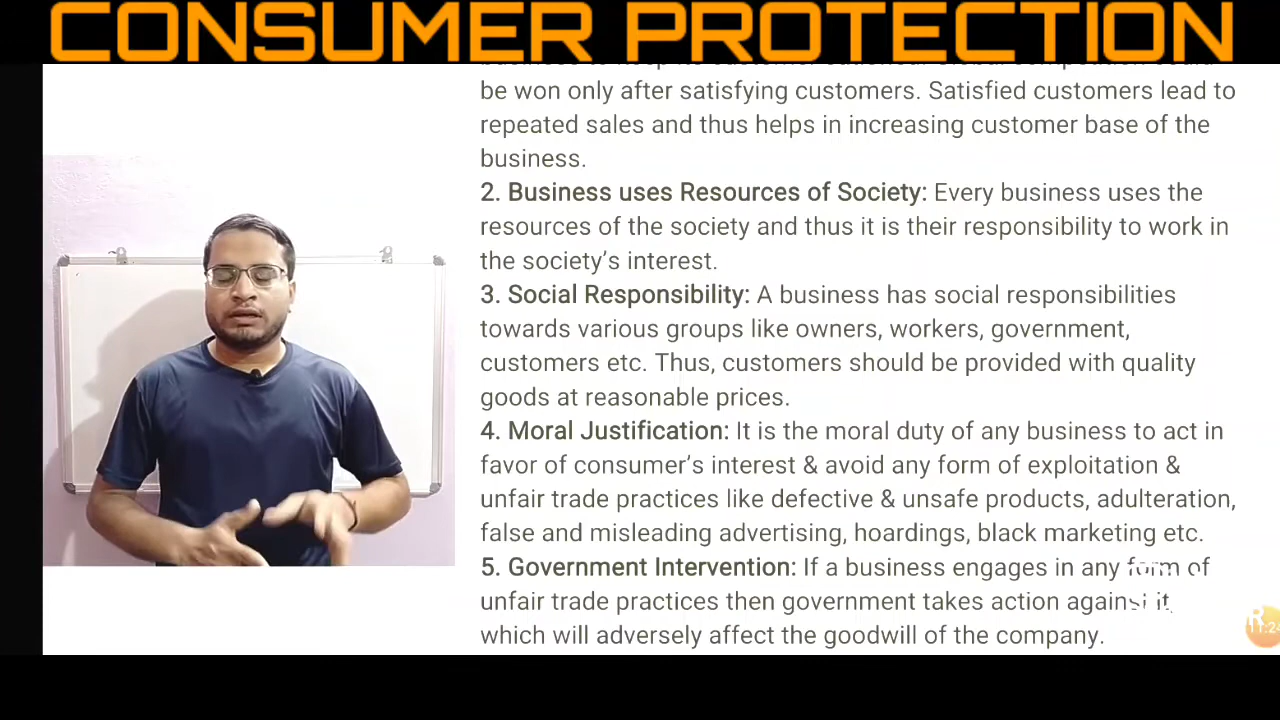 CONSUMER PROTECTION
be won only after satisfying customers. Satisfied customers lead to
repeated sales and thus helps in increasing customer base of the
business.
2. Business uses Resources of Society: Every business uses the
resources of the society and thus it is their responsibility to work in
the society's interest.
3. Social Responsibility: A business has social responsibilities
towards various groups like owners, workers, government,
customers etc. Thus, customers should be provided with quality
goods at reasonable prices.
4. Moral Justification: It is the moral duty of any business to act in
favor of consumer's interest & avoid any form of exploitation &
unfair trade practices like defective & unsafe products, adulteration,
false and misleading advertising, hoardings, black marketing etc.
5. Government Intervention: If a business engages in any form of
unfair trade practices then government takes action against it
which will adversely affect the goodwill of the company.
11:24